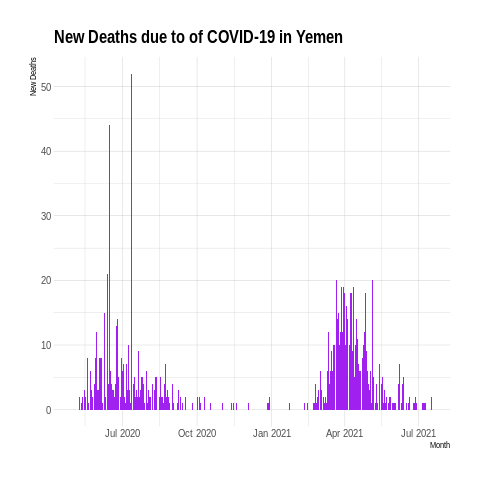 New Deaths due to of COVID-19 in Yemen
New Deaths
50
40
30
20
10
0
Jul 2020 Oct 2020 Jan 2021 Apr 2021 Jul 2021
Month